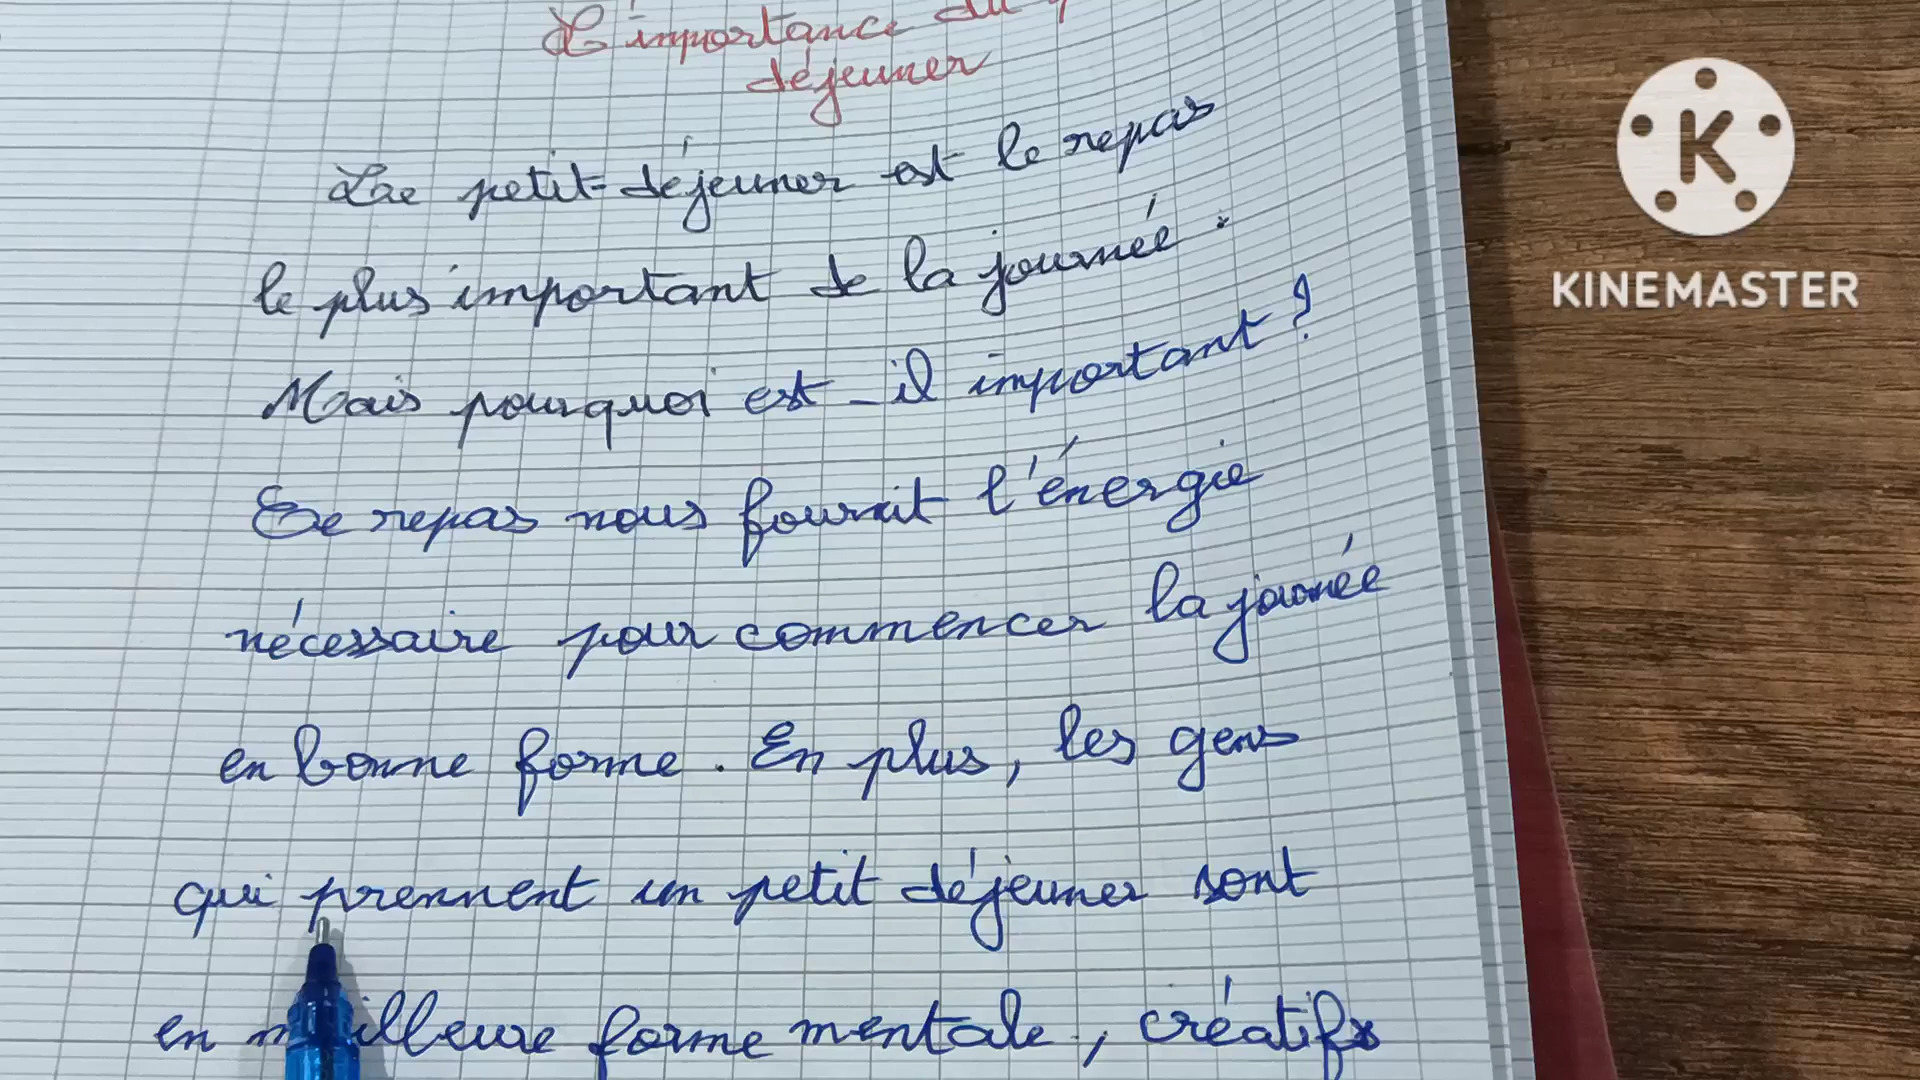 L'importance du
déjeuner
Le petit-déjeuner est le repas
le plus important de la journée.
Mais pourquoi est-il important ?
Ce repas nous fournit l'énergie
nécessaire pour commencer la journée
en bonne forme. En plus, les gens
qui prennent un petit déjeuner sont
en meilleure forme mentale, créatifs
KINEMASTER